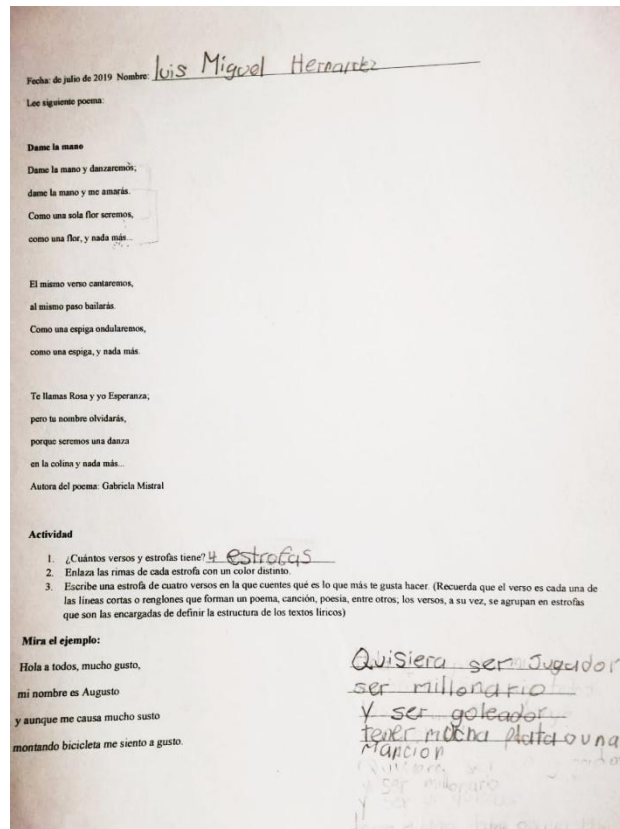 Fecha: de julio de 2019 Nombre: luis Miguel Hernandez
Lee siguiente poema:
Dame la mano
Dame la mano y danzaremos;
dame la mano y me amarás.
Como una sola flor seremos,
como una flor, y nada más...
El mismo verso cantaremos,
al mismo paso bailarás.
Como una espiga ondularemos,
como una espiga, y nada más.
Te llamas Rosa y yo Esperanza;
pero tu nombre olvidarás,
porque seremos una danza
en la colina y nada más...
Autora del poema: Gabriela Mistral
Actividad
1. ¿Cuántos versos y estrofas tiene? 4 estrofas
2. Enlaza las rimas de cada estrofa con un color distinto.
3. Escribe una estrofa de cuatro versos en la que cuentes qué es lo que más te gusta hacer. (Recuerda que el verso es cada una de
las líneas cortas o renglones que forman un poema, canción, poesía, entre otros; los versos, a su vez, se agrupan en estrofas
que son las encargadas de definir la estructura de los textos líricos)
Mira el ejemplo:
Hola a todos, mucho gusto,
mi nombre es Augusto
y aunque me causa mucho susto
montando bicicleta me siento a gusto.
Quisiera ser Jugador
ser millonario
y ser goleador
tener mucha plata o una
mancion